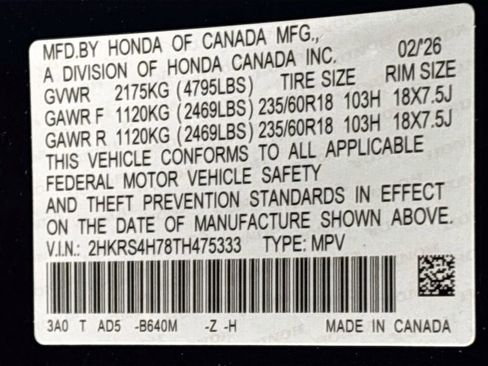 MFD.BY HONDA OF CANADA MFG.,
A DIVISION OF HONDA CANADA INC. 02/'26
GVWR 2175KG (4795LBS) TIRE SIZE RIM SIZE
GAWR F 1120KG (2469LBS) 235/60R18 103H 18X7.5J
GAWR R 1120KG (2469LBS) 235/60R18 103H 18X7.5J
THIS VEHICLE CONFORMS TO ALL APPLICABLE
FEDERAL MOTOR VEHICLE SAFETY
AND THEFT PREVENTION STANDARDS IN EFFECT
ON THE DATE OF MANUFACTURE SHOWN ABOVE.
V.I.N.: 2HKRS4H78TH475333 TYPE: MPV
3A0 T AD5 -B640M -Z -H MADE IN CANADA